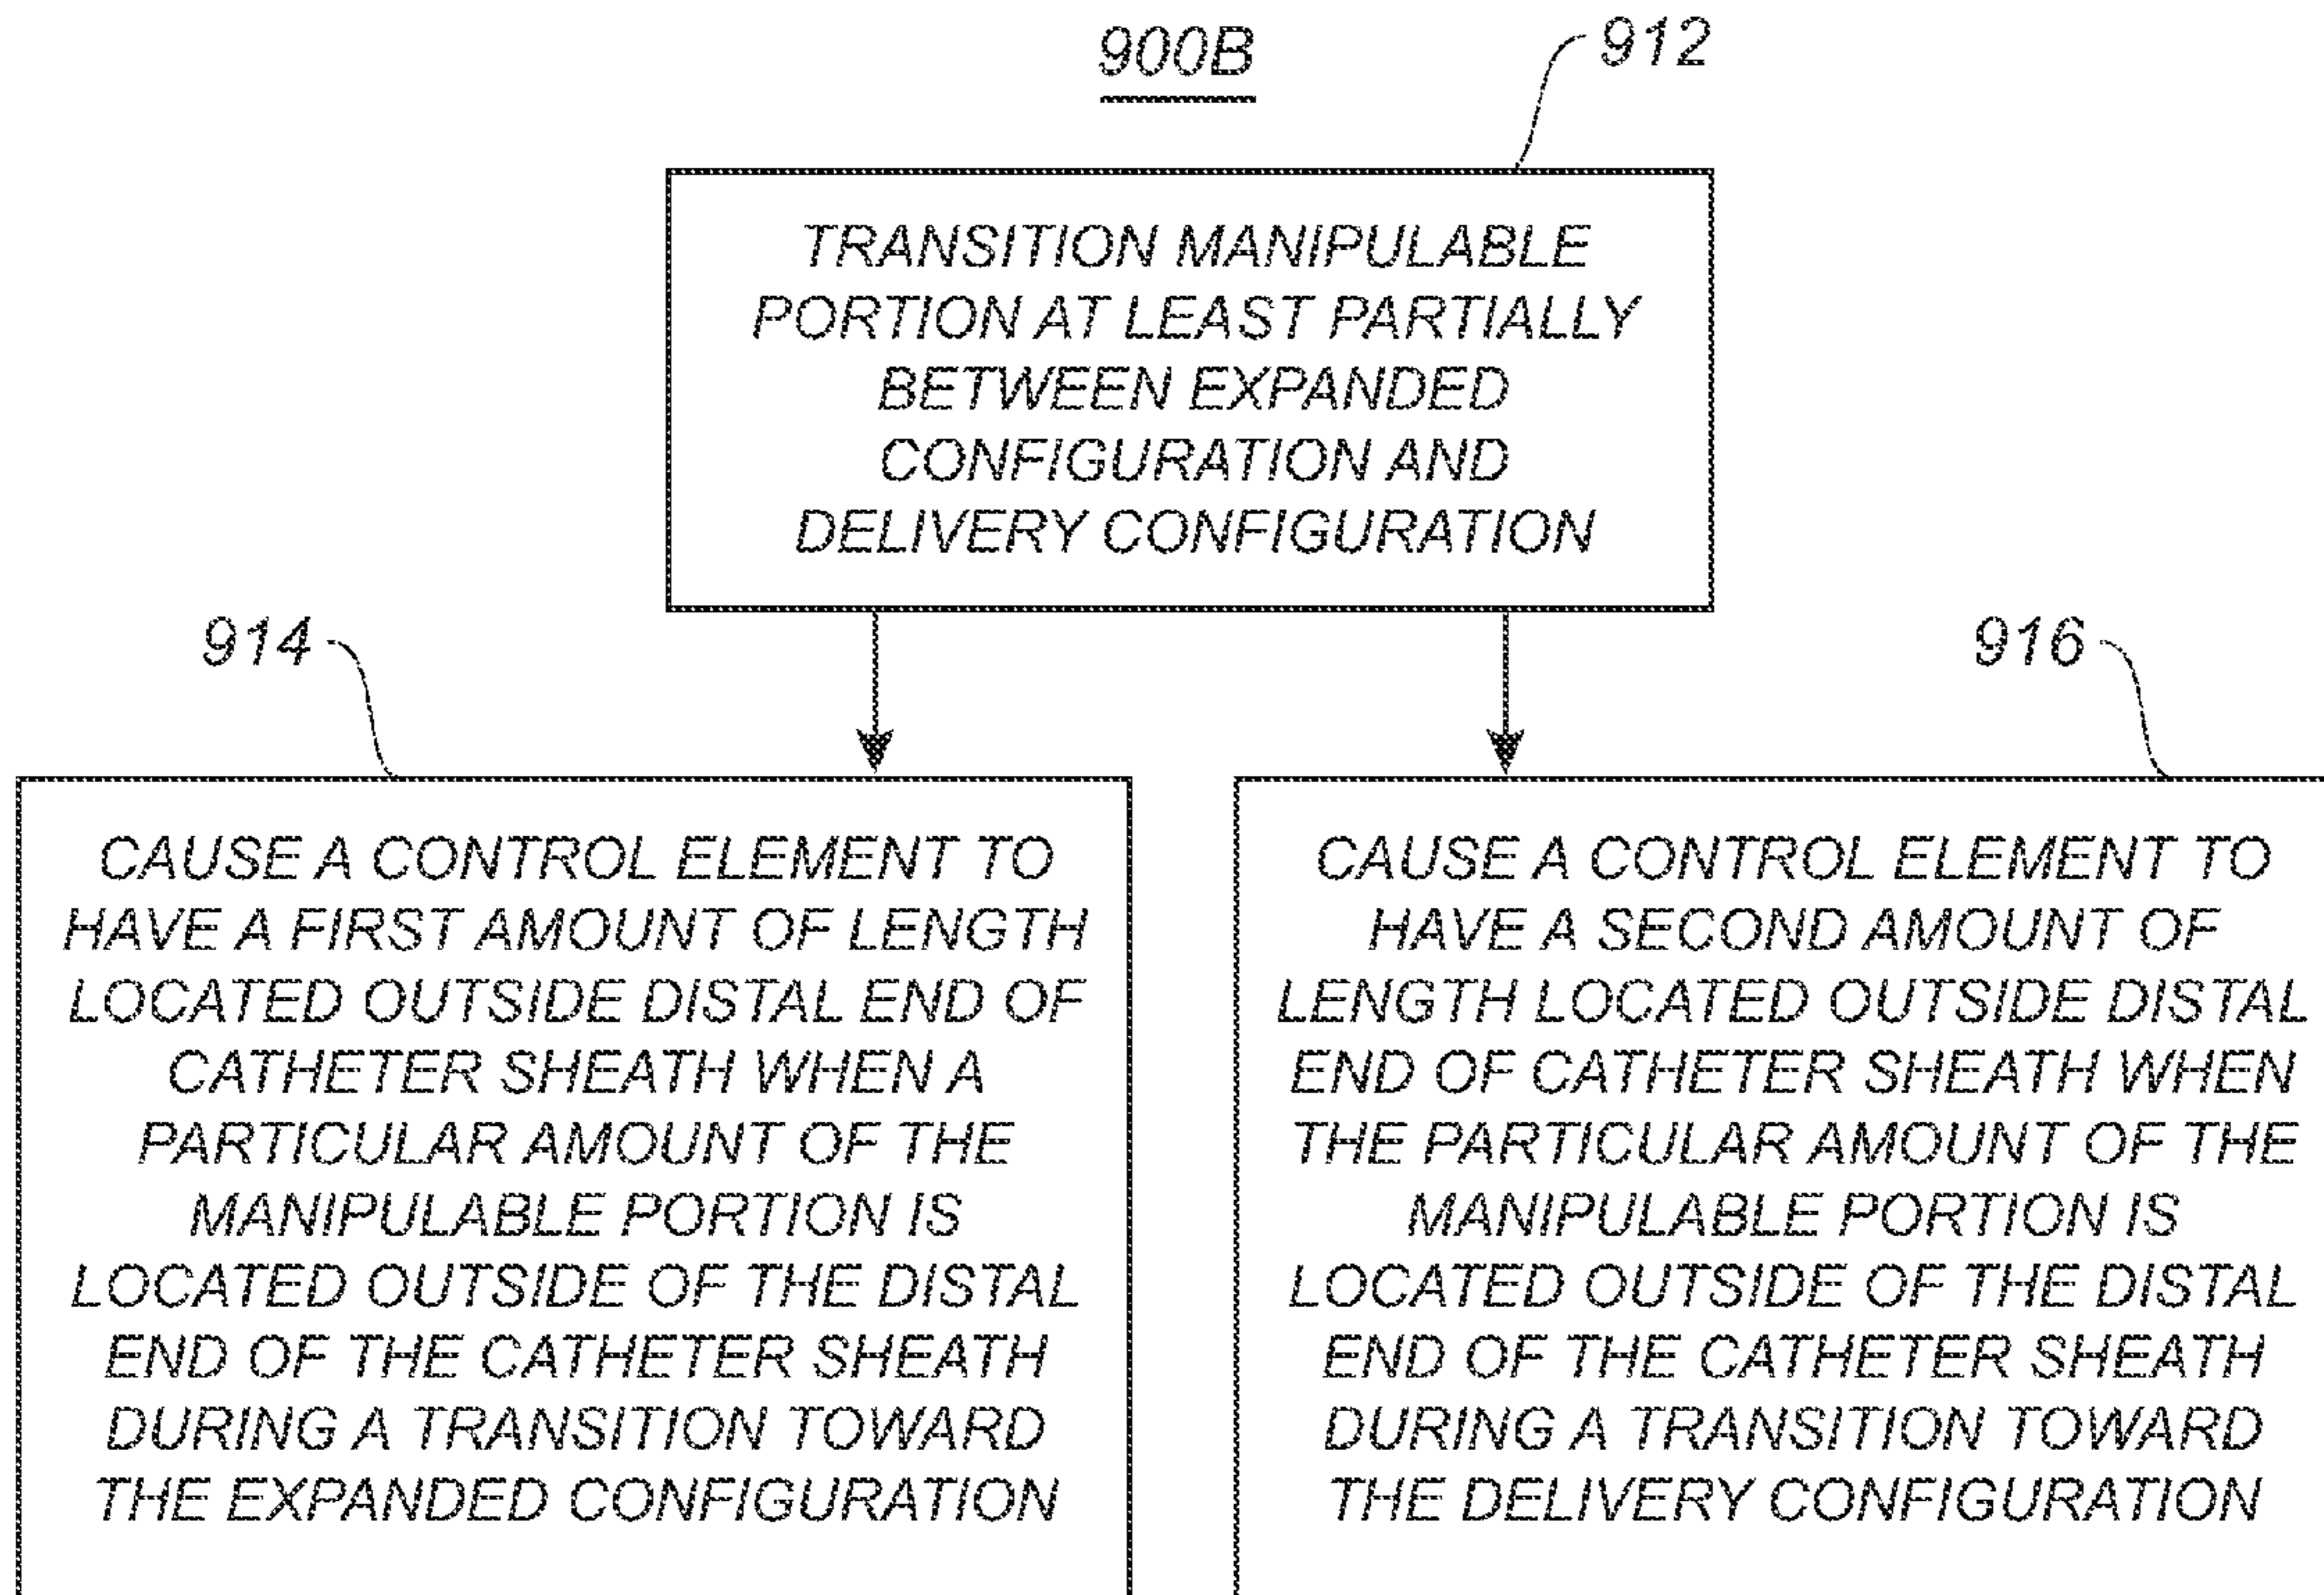 900B
912
TRANSITION MANIPULABLE
PORTION AT LEAST PARTIALLY
BETWEEN EXPANDED
CONFIGURATION AND
DELIVERY CONFIGURATION
914
CAUSE A CONTROL ELEMENT TO
HAVE A FIRST AMOUNT OF LENGTH
LOCATED OUTSIDE DISTAL END OF
CATHETER SHEATH WHEN A
PARTICULAR AMOUNT OF THE
MANIPULABLE PORTION IS
LOCATED OUTSIDE OF THE DISTAL
END OF THE CATHETER SHEATH
DURING A TRANSITION TOWARD
THE EXPANDED CONFIGURATION
916
CAUSE A CONTROL ELEMENT TO
HAVE A SECOND AMOUNT OF
LENGTH LOCATED OUTSIDE DISTAL
END OF CATHETER SHEATH WHEN
THE PARTICULAR AMOUNT OF THE
MANIPULABLE PORTION IS
LOCATED OUTSIDE OF THE DISTAL
END OF THE CATHETER SHEATH
DURING A TRANSITION TOWARD
THE DELIVERY CONFIGURATION